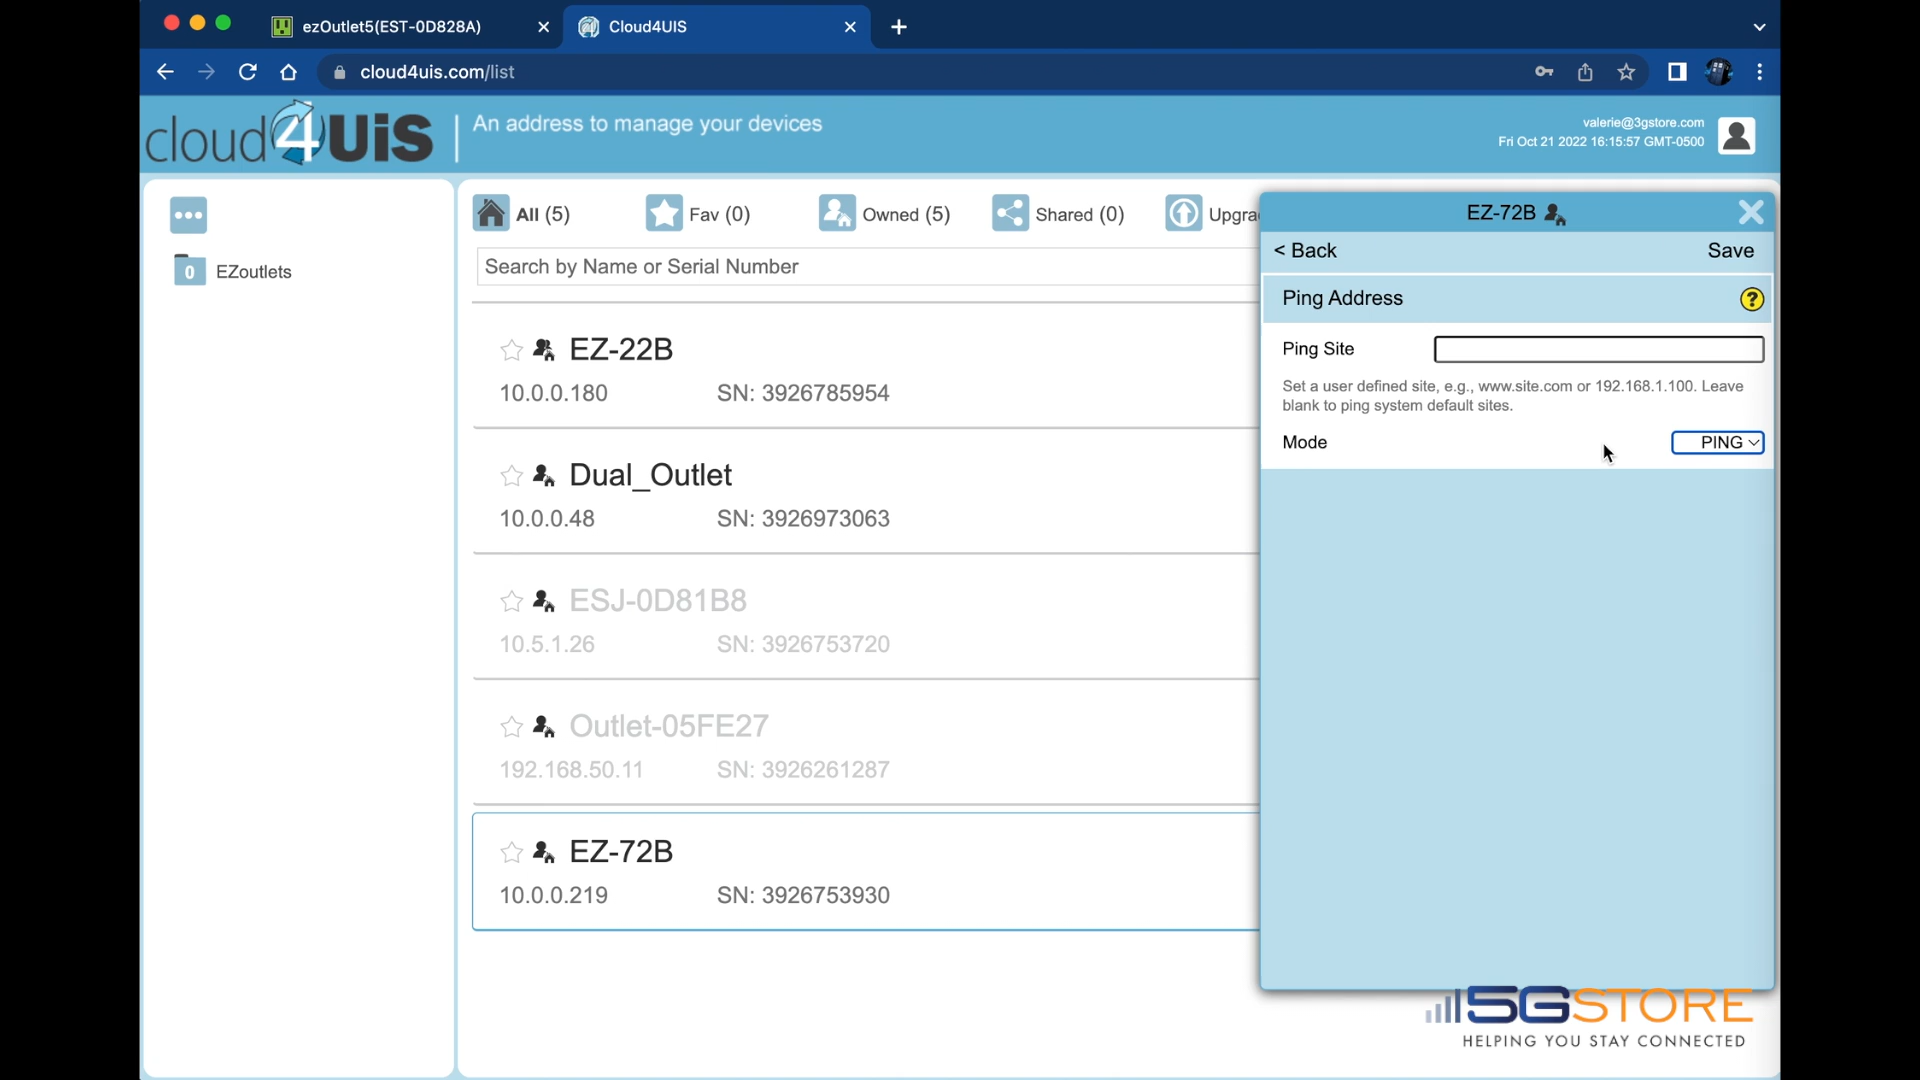 ezOutlet5(EST-0D828A)
Cloud4UIS
cloud4uis.com/list
cloud4UiS
An address to manage your devices
valerie@3gstore.com
Fri Oct 21 2022 16:15:57 GMT-0500
0 EZoutlets
All (5)
Fav (0)
Owned (5)
Shared (0)
Upgra
Search by Name or Serial Number
EZ-22B
10.0.0.180 SN: 3926785954
Dual_Outlet
10.0.0.48 SN: 3926973063
ESJ-0D81B8
10.5.1.26 SN: 3926753720
Outlet-05FE27
192.168.50.11 SN: 3926261287
EZ-72B
10.0.0.219 SN: 3926753930
EZ-72B
< Back Save
Ping Address ?
Ping Site
Set a user defined site, e.g., www.site.com or 192.168.1.100. Leave
blank to ping system default sites.
Mode PING
5GSTORE
HELPING YOU STAY CONNECTED